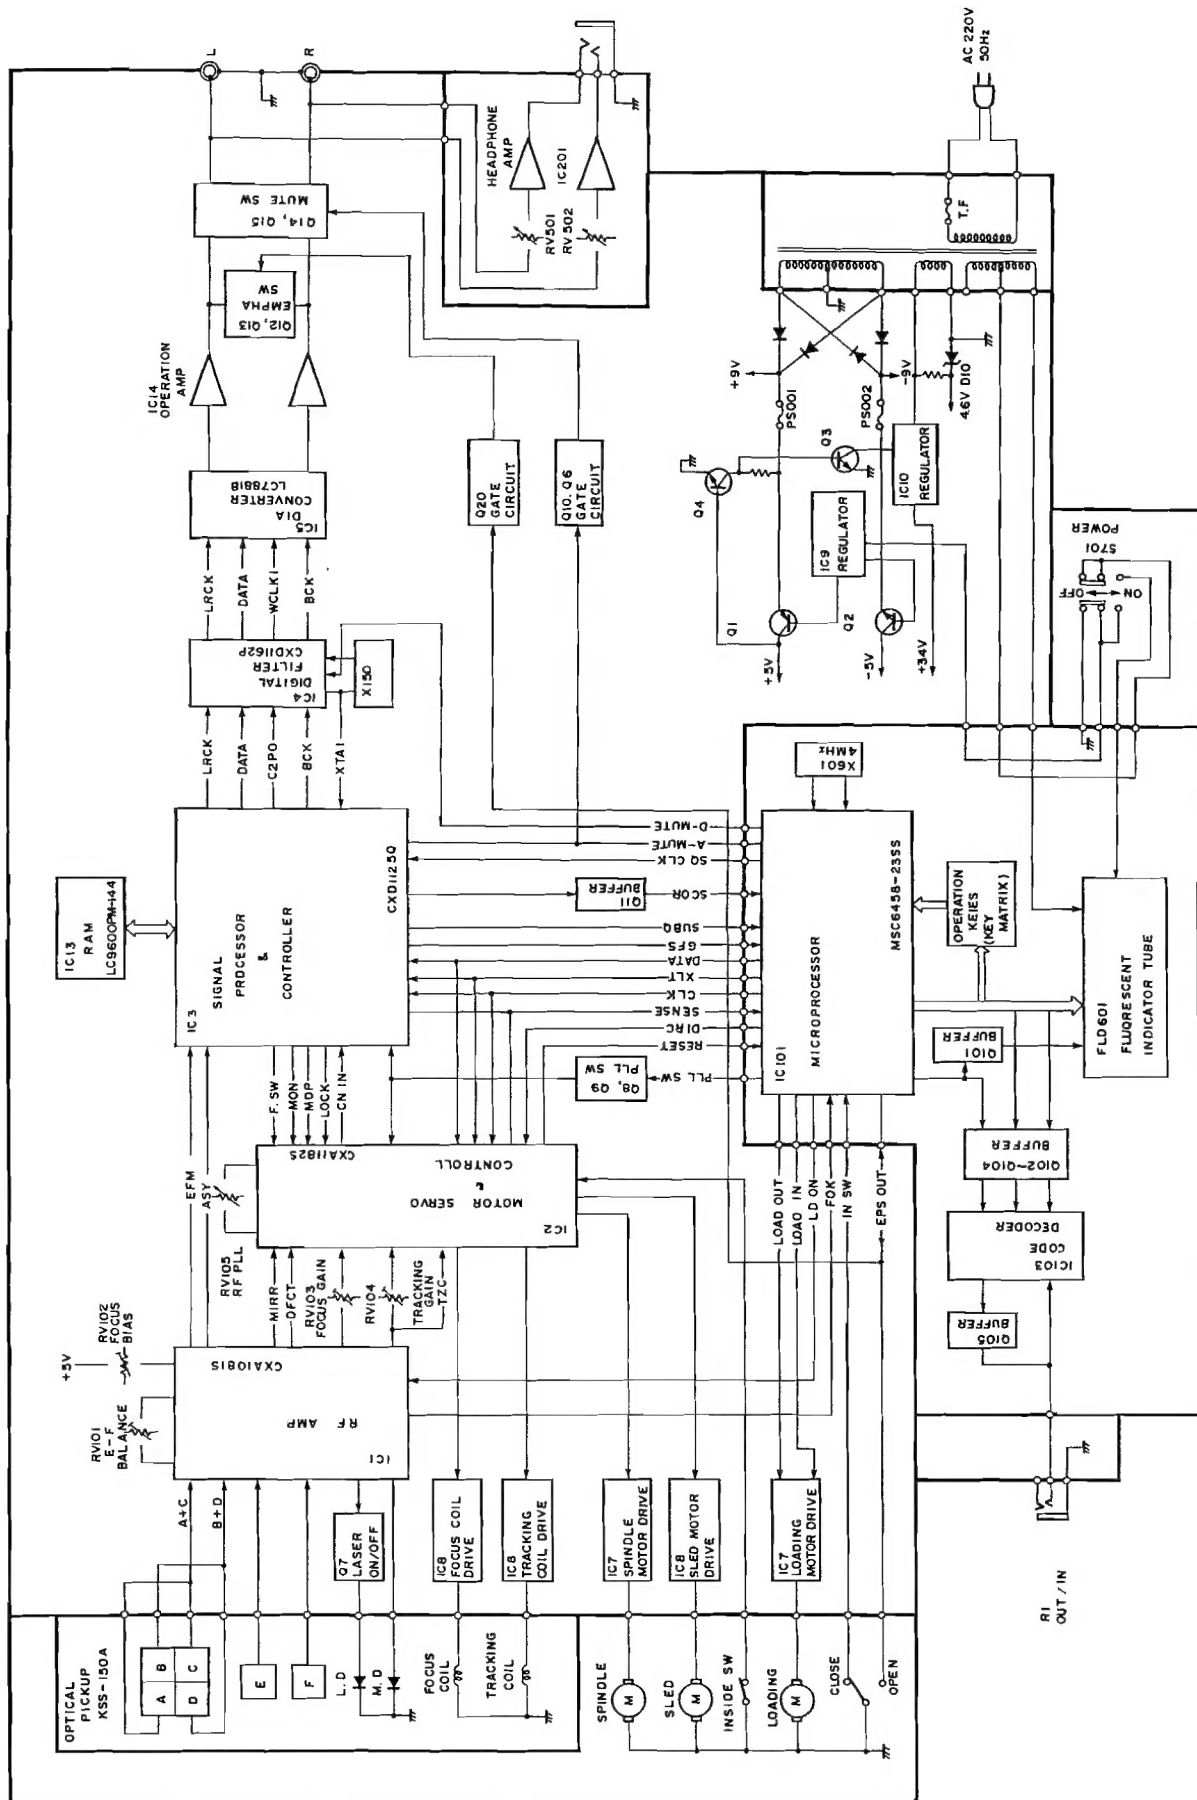 AC 220V
50Hz
L
R
T.F
HEADPHONE
AMP
IC201
RV501
RV502
Q14, Q15
MUTE SW
Q12, Q13
EMPHA
SW
IC14
OPERATION
AMP
IC5
D/A
CONVERTER
LC7881B
LRCK
DATA
WCLK1
BCK
IC4
DIGITAL
FILTER
CXD1162P
X150
LRCK
DATA
C2PO
BCK
XTAI
Q20
GATE
CIRCUIT
Q10, Q6
GATE
CIRCUIT
+9V
-9V
PS001
PS002
4.6V D10
Q3
Q4
IC10
REGULATOR
IC9
REGULATOR
Q1
Q2
+5V
-5V
+34V
POWER
S701
OFF
ON
IC13
RAM
LC9600PM-144
IC3
SIGNAL
PROCESSOR
&
CONTROLLER
CXD1125Q
D-MUTE
A-MUTE
SQ CLK
Q11
BUFFER
SCOR
SUBQ
GFS
DATA
XLT
CLK
SENSE
DIRC
RESET
PLL SW
Q8, Q9
PLL SW
X601
4MHz
IC101
MICROPROCESSOR
MSC6458-23SS
OPERATION
KEIES
(KEY
MATRIX)
Q101
BUFFER
FLD601
FLUORESCENT
INDICATOR TUBE
Q102~Q104
BUFFER
IC103
CODE
DECODER
Q105
BUFFER
EFM
ASY
F. SW
MON
MDP
LOCK
CN IN
RV105
RF PLL
IC2
MOTOR SERVO
&
CONTROLL
CXA1182S
MIRR
DFCT
RV103
FOCUS GAIN
RV104
TRACKING
GAIN
TZC
RV102
FOCUS
BIAS
+5V
RV101
E-F
BALANCE
IC1
RF
AMP
CXA1081S
LOAD OUT
LOAD IN
LD ON
FOK
IN SW
EPS OUT
A+C
B+D
Q7
LASER
ON/OFF
IC8
FOCUS COIL
DRIVE
IC8
TRACKING
COIL DRIVE
IC7
SPINDLE
MOTOR DRIVE
IC8
SLED MOTOR
DRIVE
IC7
LOADING
MOTOR DRIVE
OPTICAL
PICKUP
KSS-150A
A
B
D
C
E
F
L.D
M.D
FOCUS
COIL
TRACKING
COIL
SPINDLE
M
SLED
M
INSIDE SW
LOADING
M
CLOSE
OPEN
RI
OUT/IN